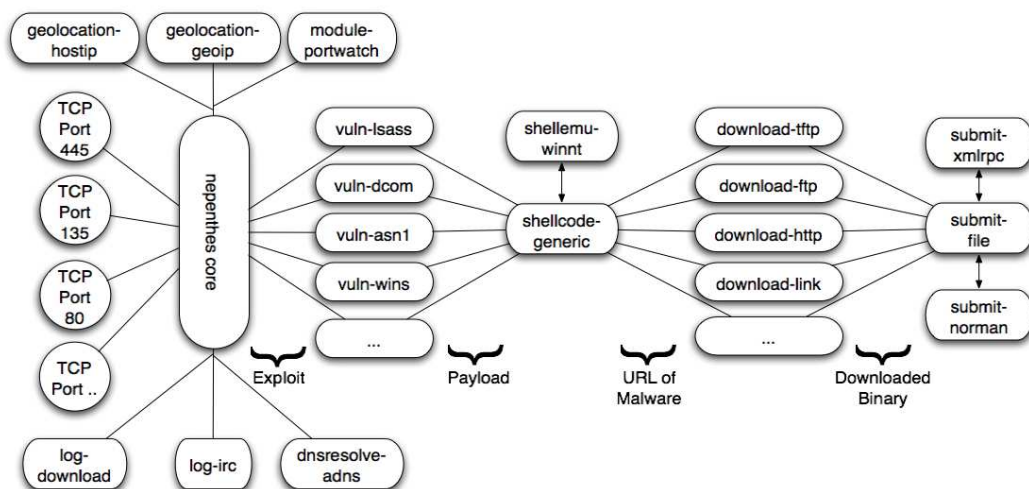 geolocation-
hostip
geolocation-
geoip
module-
portwatch
TCP
Port
445
TCP
Port
135
TCP
Port
80
TCP
Port ..
nepenthes core
vuln-lsass
vuln-dcom
vuln-asn1
vuln-wins
...
shellemu-
winnt
shellcode-
generic
download-tftp
download-ftp
download-http
download-link
...
submit-
xmlrpc
submit-
file
submit-
norman
Exploit
Payload
URL of
Malware
Downloaded
Binary
log-
download
log-irc
dnsresolve-
adns